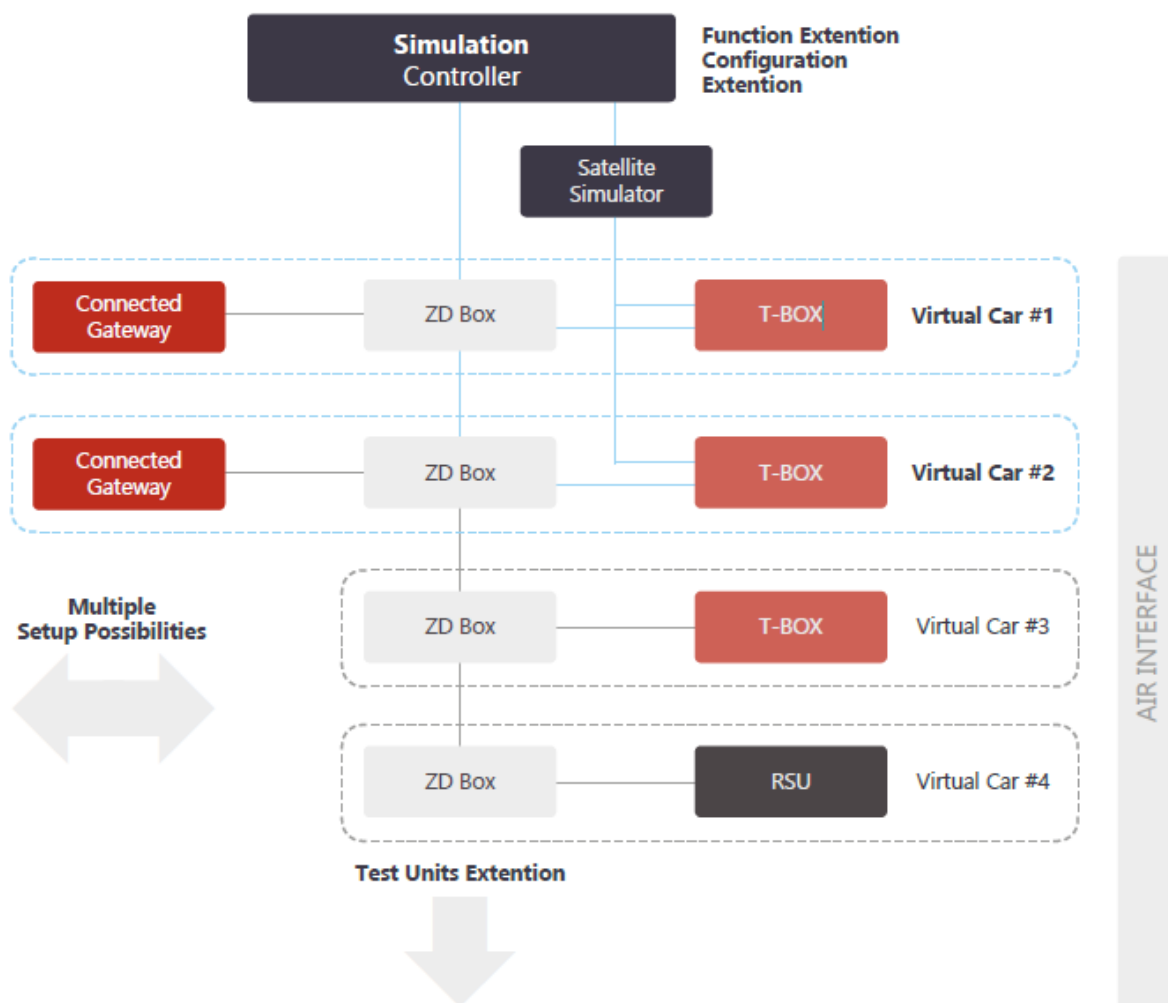 Simulation
Controller
Function Extention
Configuration
Extention
Satellite
Simulator
Connected
Gateway
ZD Box
T-BOX
Virtual Car #1
Connected
Gateway
ZD Box
T-BOX
Virtual Car #2
Multiple
Setup Possibilities
ZD Box
T-BOX
Virtual Car #3
ZD Box
RSU
Virtual Car #4
Test Units Extention
AIR INTERFACE